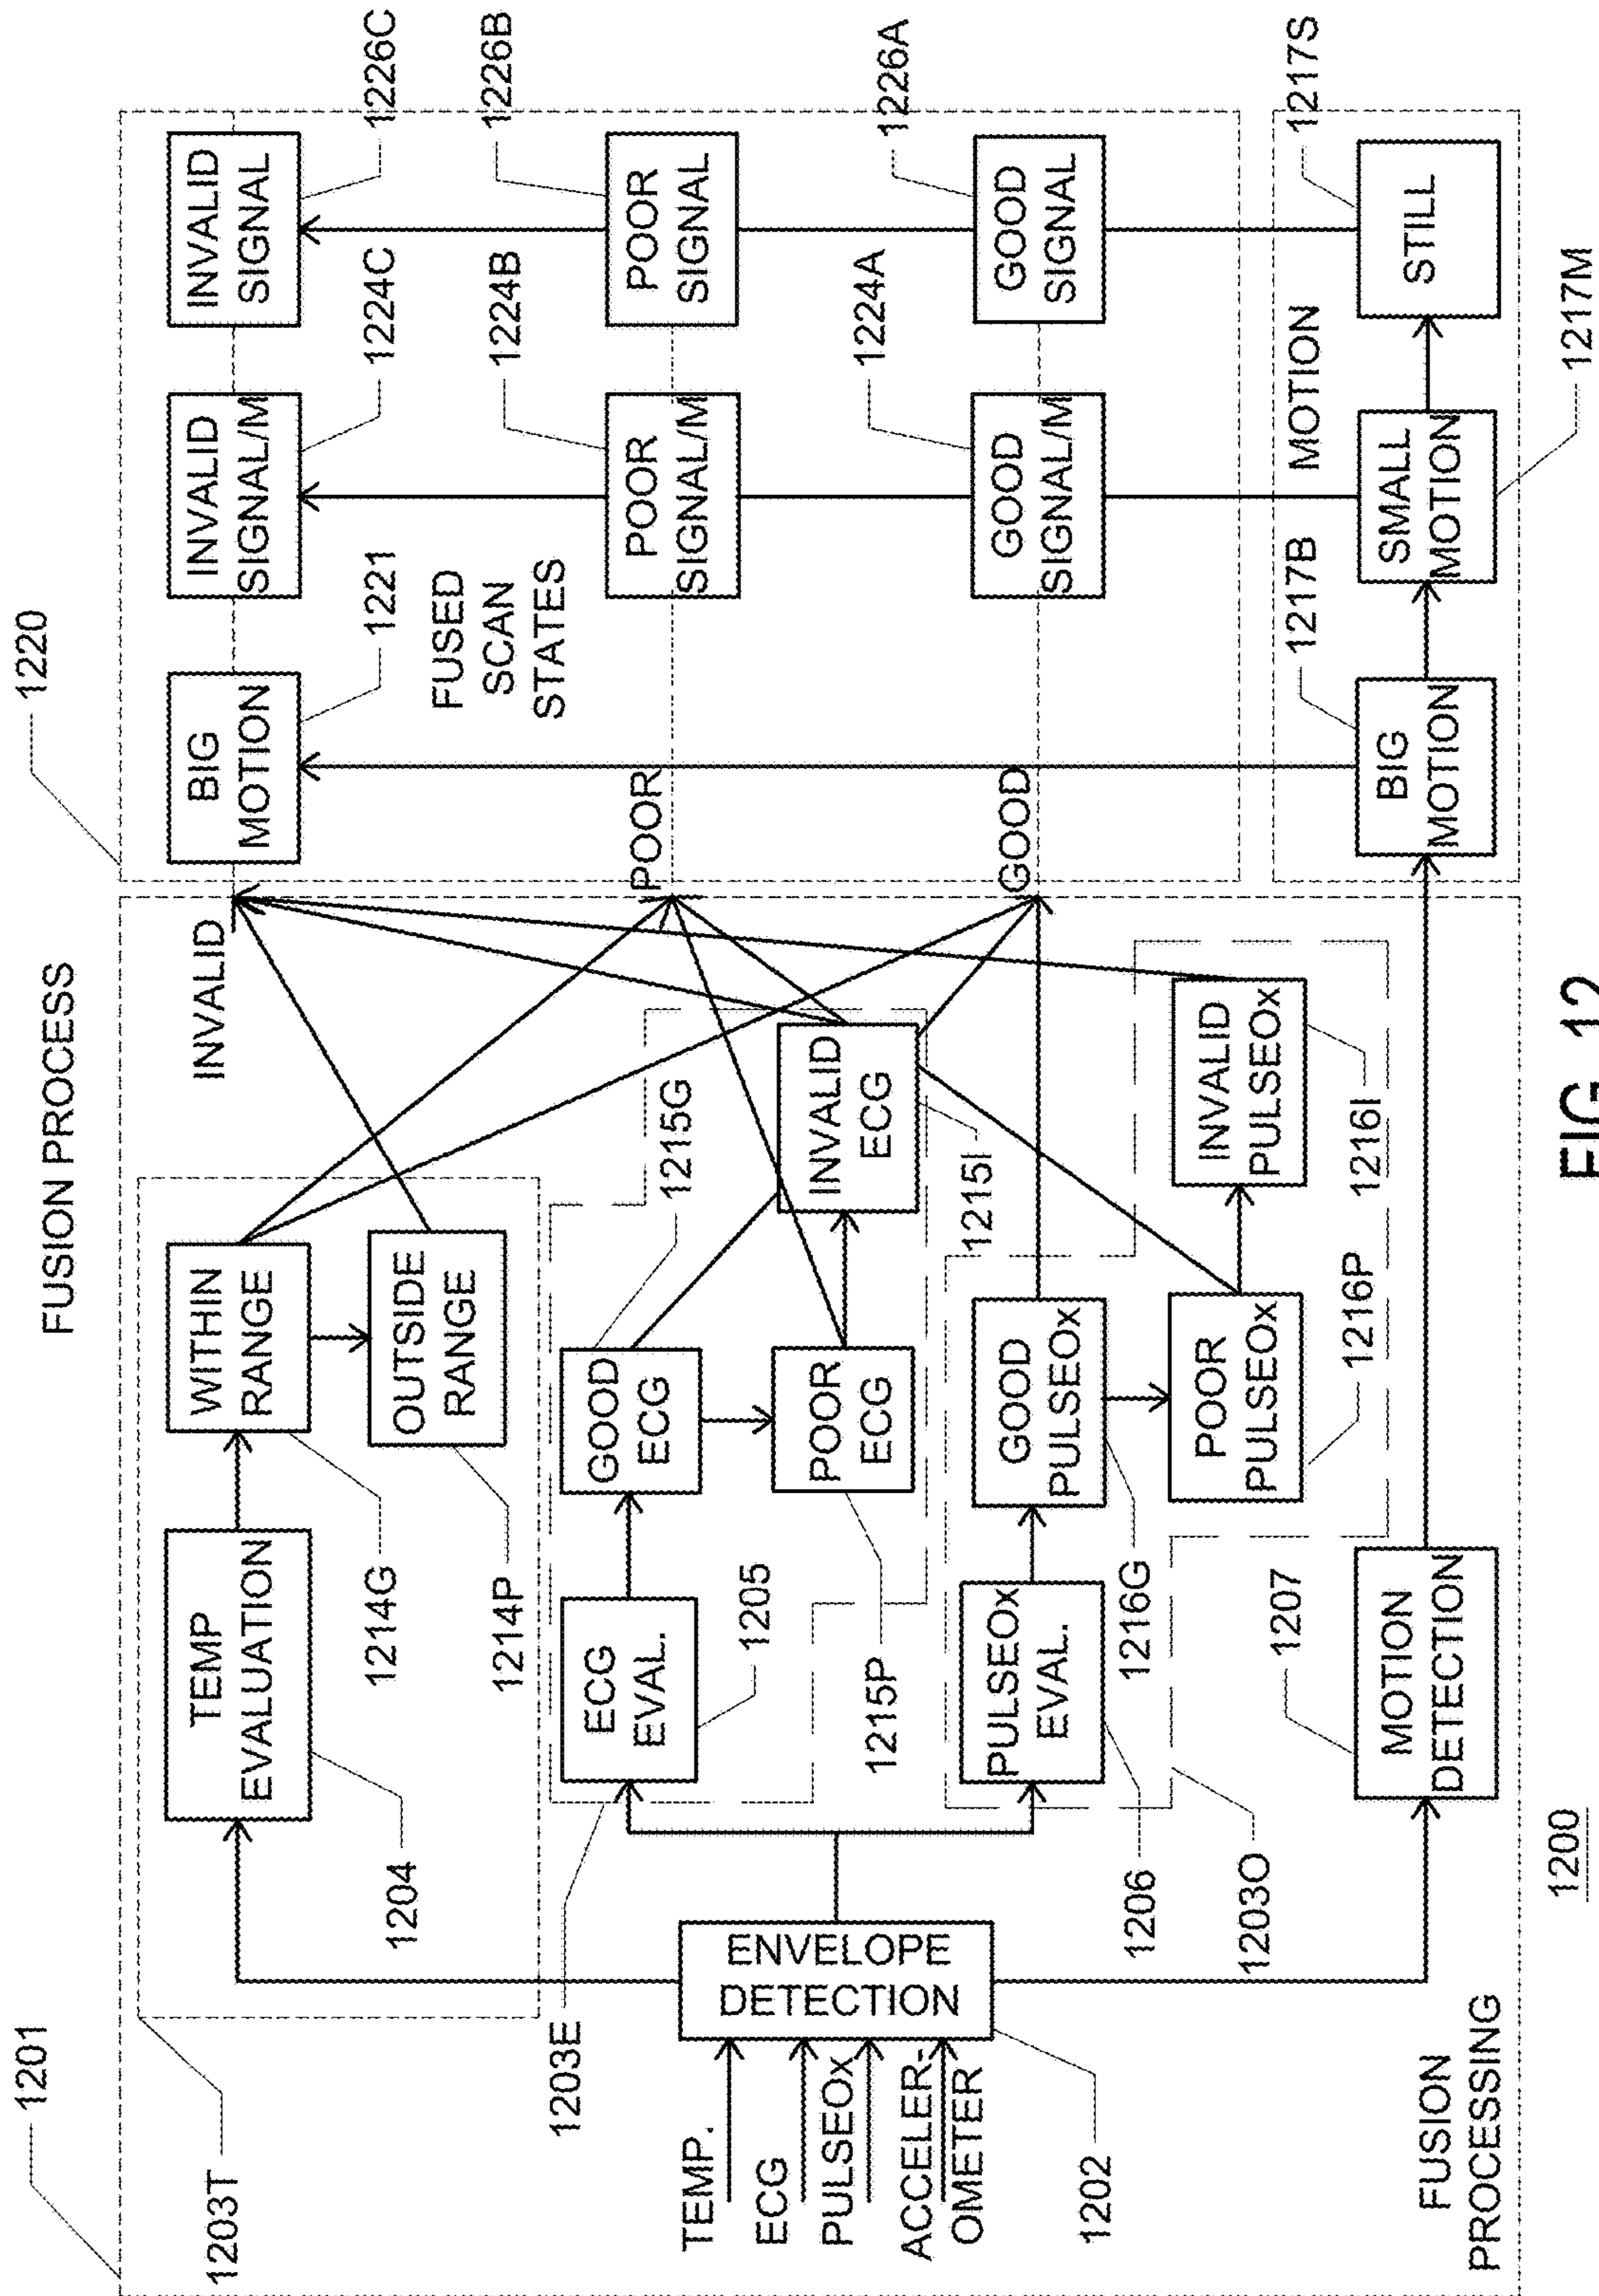 FUSION PROCESS
1201
1220
1203T
TEMP
EVALUATION
1204
WITHIN
RANGE
1214G
OUTSIDE
RANGE
1214P
INVALID
BIG
MOTION
1221
INVALID
SIGNAL/M
1224C
INVALID
SIGNAL
1226C
FUSED
SCAN
STATES
1203E
ECG
EVAL.
1205
GOOD
ECG
1215G
POOR
ECG
1215P
INVALID
ECG
1215I
POOR
POOR
SIGNAL/M
1224B
POOR
SIGNAL
1226B
TEMP.
ECG
PULSEOx
ACCELER-
OMETER
ENVELOPE
DETECTION
1202
PULSEOx
EVAL.
1206
1203O
GOOD
PULSEOx
1216G
POOR
PULSEOx
1216P
INVALID
PULSEOx
1216I
GOOD
GOOD
SIGNAL/M
1224A
GOOD
SIGNAL
1226A
FUSION
PROCESSING
MOTION
DETECTION
1207
BIG
MOTION
1217B
MOTION
SMALL
MOTION
1217M
STILL
1217S
1200
FIG. 12